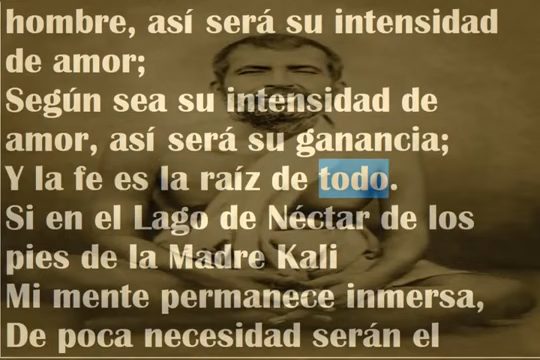 hombre, así será su intensidad
de amor;
Según sea su intensidad de
amor, así será su ganancia;
Y la fe es la raíz de todo.
Si en el Lago de Néctar de los
pies de la Madre Kali
Mi mente permanece inmersa,
De poca necesidad serán el